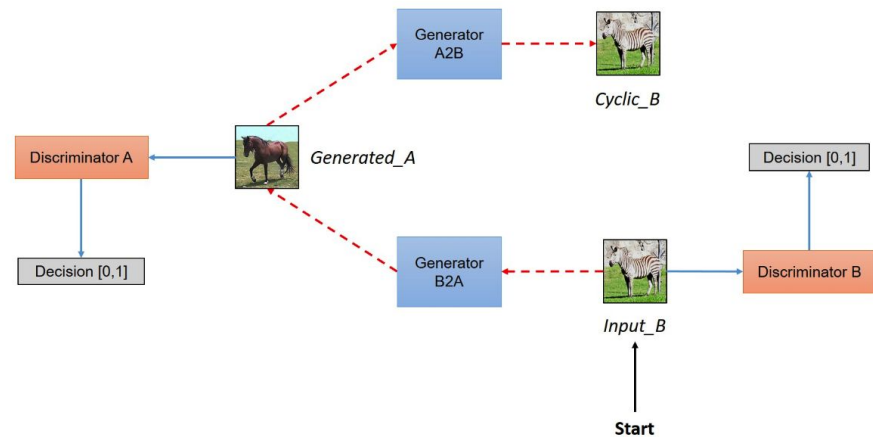 Generator
A2B
Cyclic_B
Discriminator A
Generated_A
Decision [0,1]
Decision [0,1]
Generator
B2A
Discriminator B
Input_B
Start